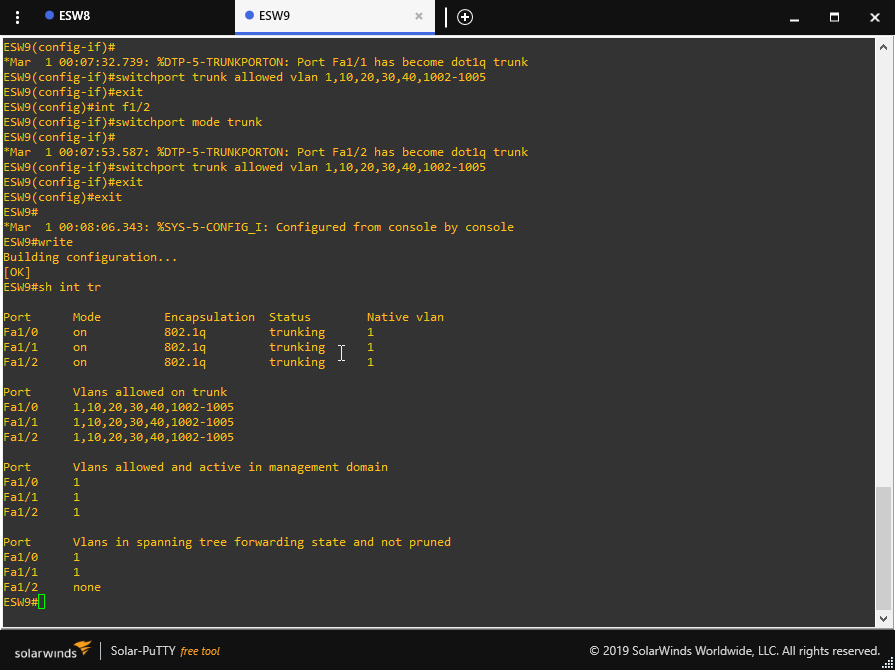 ESW8
ESW9
ESW9(config-if)#
*Mar  1 00:07:32.739: %DTP-5-TRUNKPORTON: Port Fa1/1 has become dot1q trunk
ESW9(config-if)#switchport trunk allowed vlan 1,10,20,30,40,1002-1005
ESW9(config-if)#exit
ESW9(config)#int f1/2
ESW9(config-if)#switchport mode trunk
ESW9(config-if)#
*Mar  1 00:07:53.587: %DTP-5-TRUNKPORTON: Port Fa1/2 has become dot1q trunk
ESW9(config-if)#switchport trunk allowed vlan 1,10,20,30,40,1002-1005
ESW9(config-if)#exit
ESW9(config)#exit
ESW9#
*Mar  1 00:08:06.343: %SYS-5-CONFIG_I: Configured from console by console
ESW9#write
Building configuration...
[OK]
ESW9#sh int tr
Port      Mode         Encapsulation  Status        Native vlan
Fa1/0     on           802.1q         trunking      1
Fa1/1     on           802.1q         trunking      1
Fa1/2     on           802.1q         trunking      1
Port      Vlans allowed on trunk
Fa1/0     1,10,20,30,40,1002-1005
Fa1/1     1,10,20,30,40,1002-1005
Fa1/2     1,10,20,30,40,1002-1005
Port      Vlans allowed and active in management domain
Fa1/0     1
Fa1/1     1
Fa1/2     1
Port      Vlans in spanning tree forwarding state and not pruned
Fa1/0     1
Fa1/1     1
Fa1/2     none
ESW9#
solarwinds Solar-PuTTY free tool © 2019 SolarWinds Worldwide, LLC. All rights reserved.